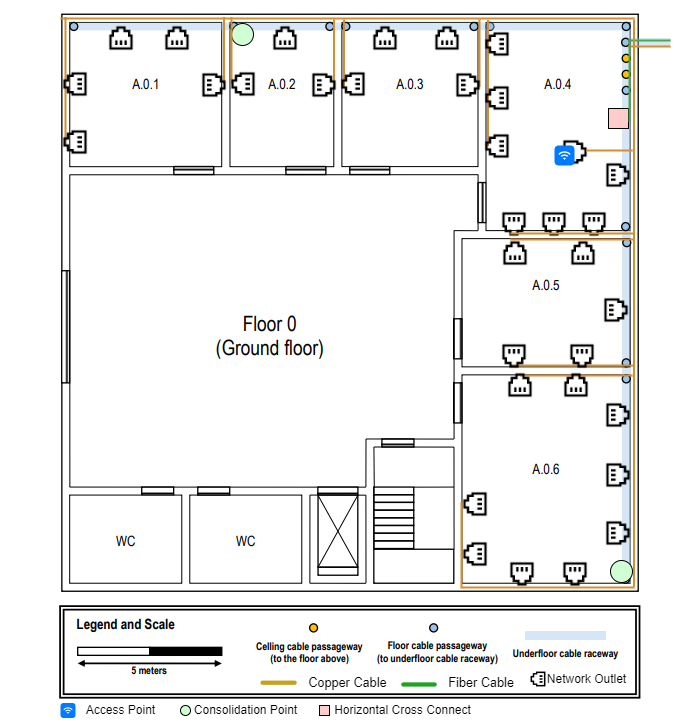 A.0.1
A.0.2
A.0.3
A.0.4
A.0.5
Floor 0
(Ground floor)
A.0.6
WC
WC
Legend and Scale
5 meters
Celling cable passageway
(to the floor above)
Floor cable passageway
(to underfloor cable raceway)
Underfloor cable raceway
Copper Cable
Fiber Cable
Network Outlet
Access Point
Consolidation Point
Horizontal Cross Connect